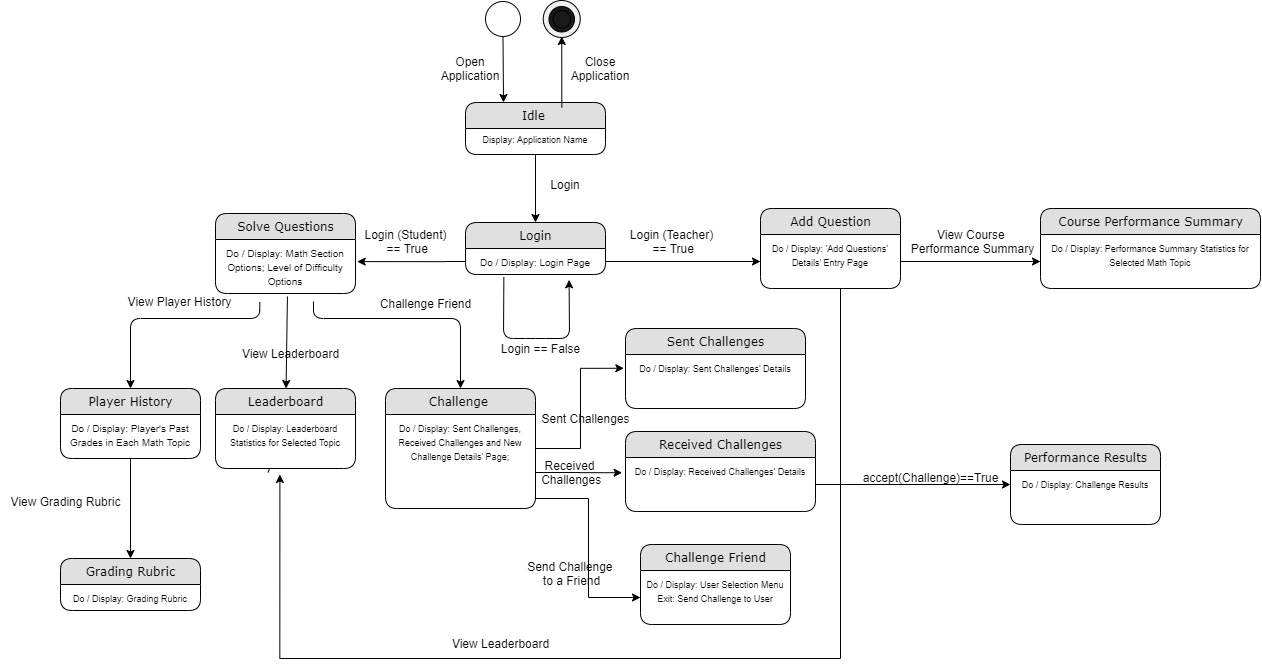 Open
Application
Close
Application
Idle
Display: Application Name
Login
Solve Questions
Do / Display: Math Section
Options; Level of Difficulty
Options
Login (Student)
== True
Login
Do / Display: Login Page
Login (Teacher)
== True
Add Question
Do / Display: 'Add Questions'
Details' Entry Page
View Course
Performance Summary
Course Performance Summary
Do / Display: Performance Summary Statistics for
Selected Math Topic
View Player History
View Leaderboard
Challenge Friend
Login == False
Sent Challenges
Do / Display: Sent Challenges' Details
Player History
Do / Display: Player's Past
Grades in Each Math Topic
Leaderboard
Do / Display: Leaderboard
Statistics for Selected Topic
Challenge
Do / Display: Sent Challenges,
Received Challenges and New
Challenge Details' Page;
Sent Challenges
Received
Challenges
Received Challenges
Do / Display: Received Challenges' Details
accept(Challenge)==True
Performance Results
Do / Display: Challenge Results
View Grading Rubric
Grading Rubric
Do / Display: Grading Rubric
Send Challenge
to a Friend
Challenge Friend
Do / Display: User Selection Menu
Exit: Send Challenge to User
View Leaderboard